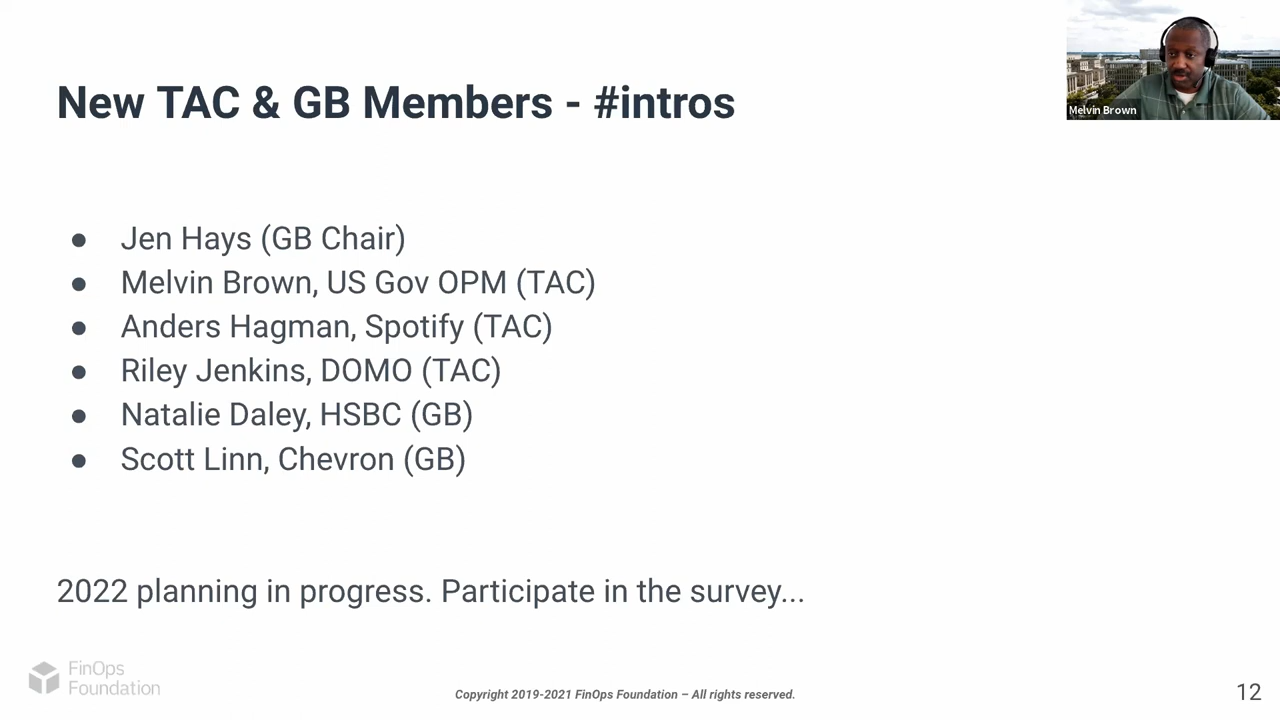 Melvin Brown
New TAC & GB Members - #intros
● Jen Hays (GB Chair)
● Melvin Brown, US Gov OPM (TAC)
● Anders Hagman, Spotify (TAC)
● Riley Jenkins, DOMO (TAC)
● Natalie Daley, HSBC (GB)
● Scott Linn, Chevron (GB)
2022 planning in progress. Participate in the survey...
FinOps
Foundation
Copyright 2019-2021 FinOps Foundation – All rights reserved.
12